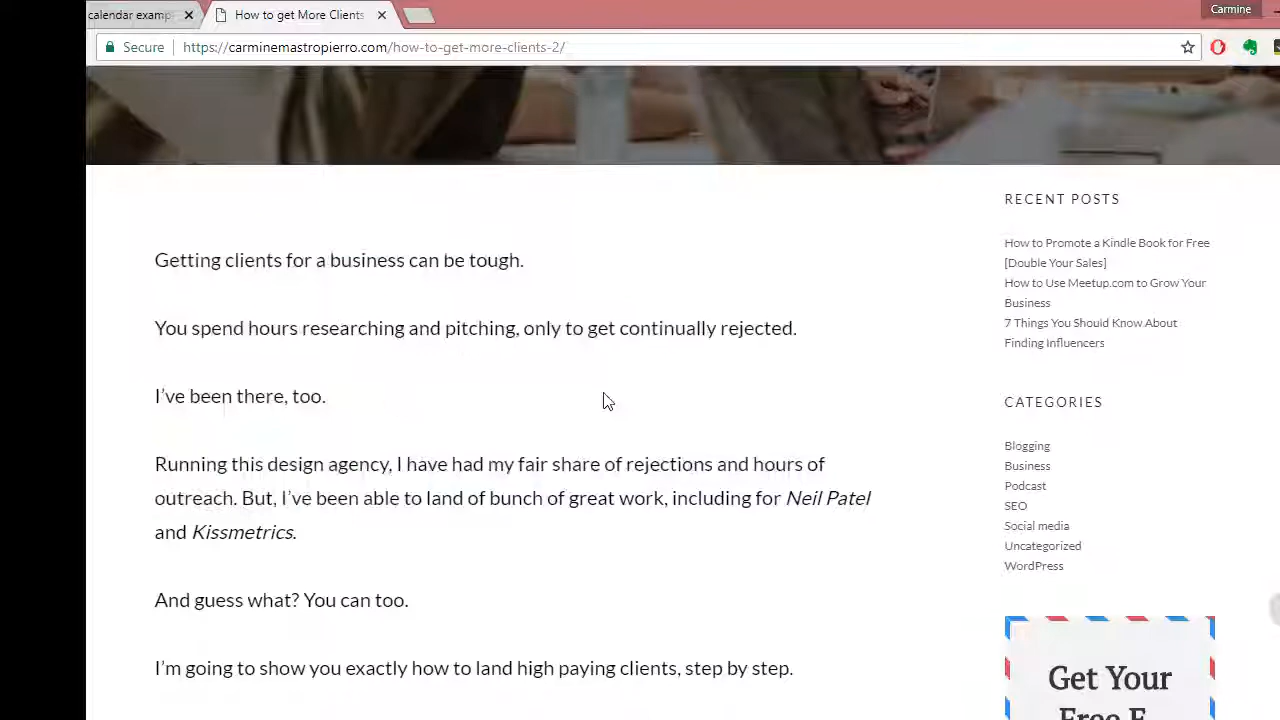 calendar examp
How to get More Clients
Carmine
Secure
https://carminemastropierro.com/how-to-get-more-clients-2/
Getting clients for a business can be tough.
You spend hours researching and pitching, only to get continually rejected.
I've been there, too.
Running this design agency, I have had my fair share of rejections and hours of
outreach. But, I've been able to land of bunch of great work, including for Neil Patel
and Kissmetrics.
And guess what? You can too.
I'm going to show you exactly how to land high paying clients, step by step.
RECENT POSTS
How to Promote a Kindle Book for Free
[Double Your Sales]
How to Use Meetup.com to Grow Your
Business
7 Things You Should Know About
Finding Influencers
CATEGORIES
Blogging
Business
Podcast
SEO
Social media
Uncategorized
WordPress
Get Your
Free E